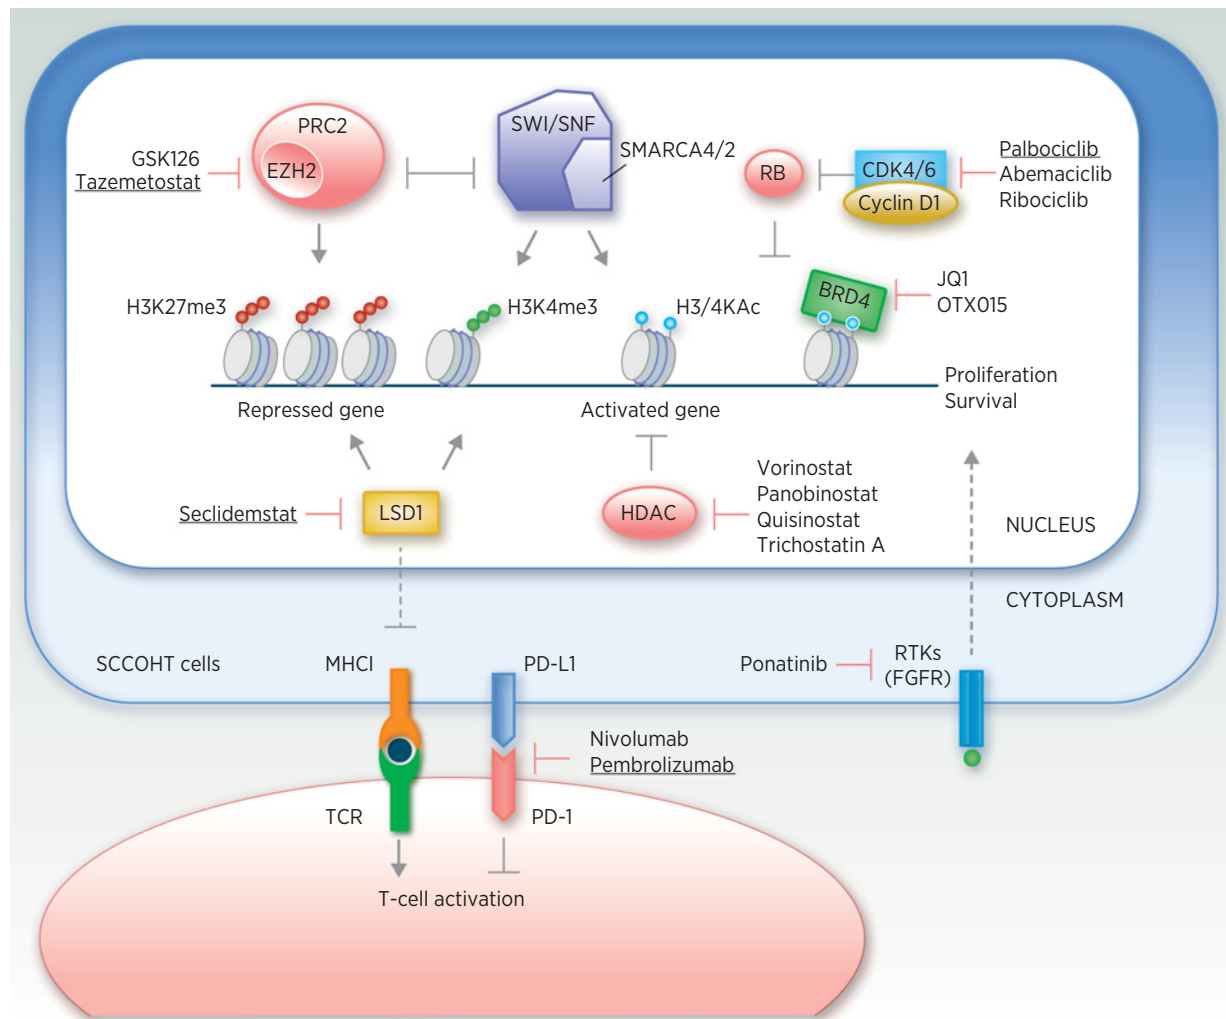 PRC2
EZH2
GSK126
Tazemetostat
SWI/SNF
SMARCA4/2
RB
CDK4/6
Cyclin D1
Palbociclib
Abemaciclib
Ribociclib
H3K27me3
H3K4me3
H3/4KAc
BRD4
JQ1
OTX015
Repressed gene
Activated gene
Proliferation
Survival
Seclidemstat
LSD1
HDAC
Vorinostat
Panobinostat
Quisinostat
Trichostatin A
NUCLEUS
CYTOPLASM
SCCOHT cells
MHCI
PD-L1
Ponatinib
RTKs
(FGFR)
Nivolumab
Pembrolizumab
TCR
PD-1
T-cell activation